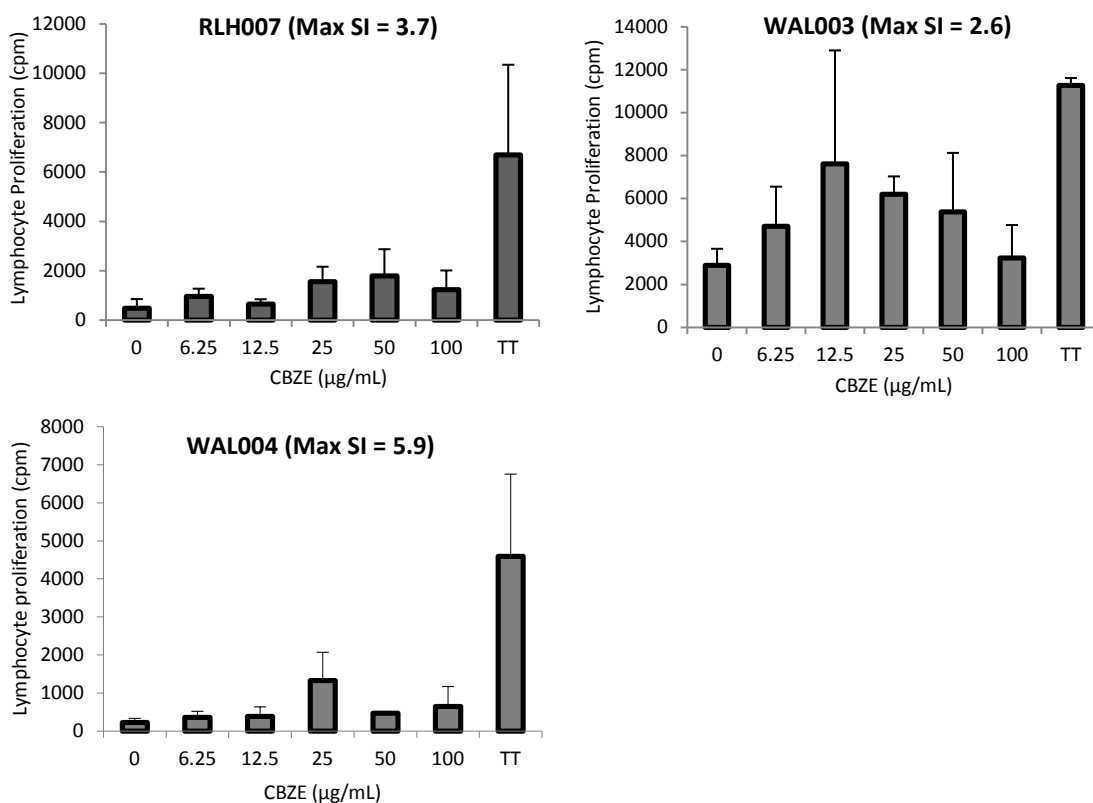 RLH007 (Max SI = 3.7)
Lymphocyte Proliferation (cpm)
12000
10000
8000
6000
4000
2000
0
0 6.25 12.5 25 50 100 TT
CBZE (µg/mL)
WAL003 (Max SI = 2.6)
Lymphocyte Proliferation (cpm)
14000
12000
10000
8000
6000
4000
2000
0
0 6.25 12.5 25 50 100 TT
CBZE (µg/mL)
WAL004 (Max SI = 5.9)
Lymphocyte proliferation (cpm)
8000
7000
6000
5000
4000
3000
2000
1000
0
0 6.25 12.5 25 50 100 TT
CBZE (µg/mL)